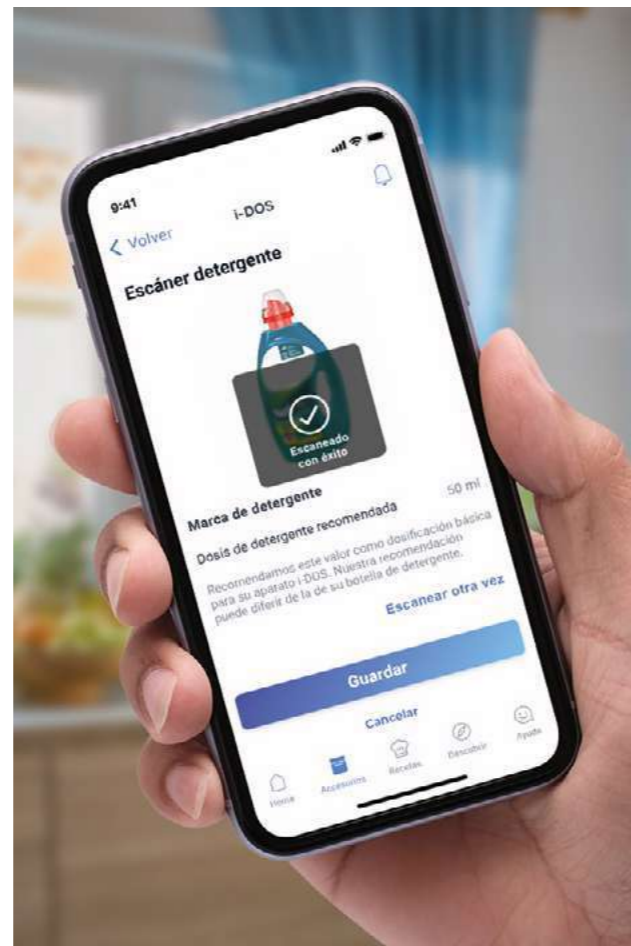 9:41
Volver
i-DOS
Escáner detergente
Escaneado
con éxito
Marca de detergente
Dosis de detergente recomendada 50 ml
Recomendamos este valor como dosificación básica
para su aparato i-DOS. Nuestra recomendación
puede diferir de la de su botella de detergente.
Escanear otra vez
Guardar
Cancelar
Home Accesorios Recetas Descubrir Ayuda